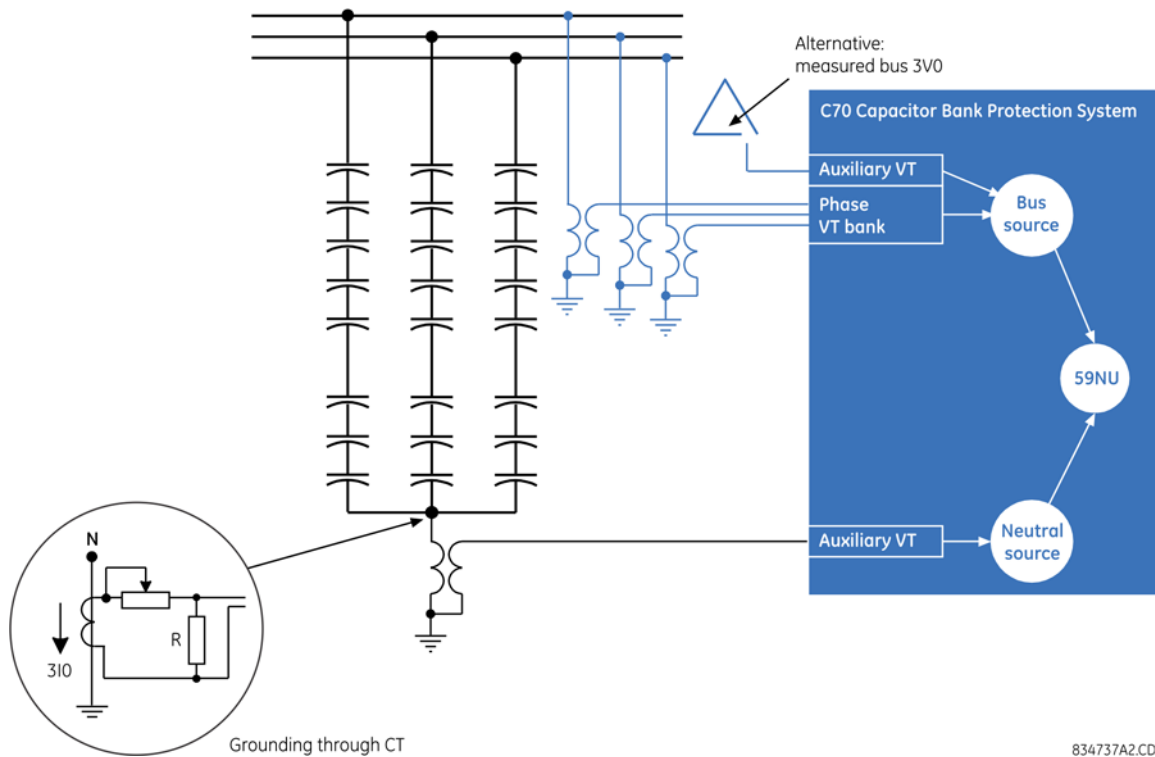 Alternative:
measured bus 3V0
C70 Capacitor Bank Protection System
Auxiliary VT
Phase
VT bank
Bus
source
59NU
Auxiliary VT
Neutral
source
N
R
3I0
Grounding through CT
834737A2.CD